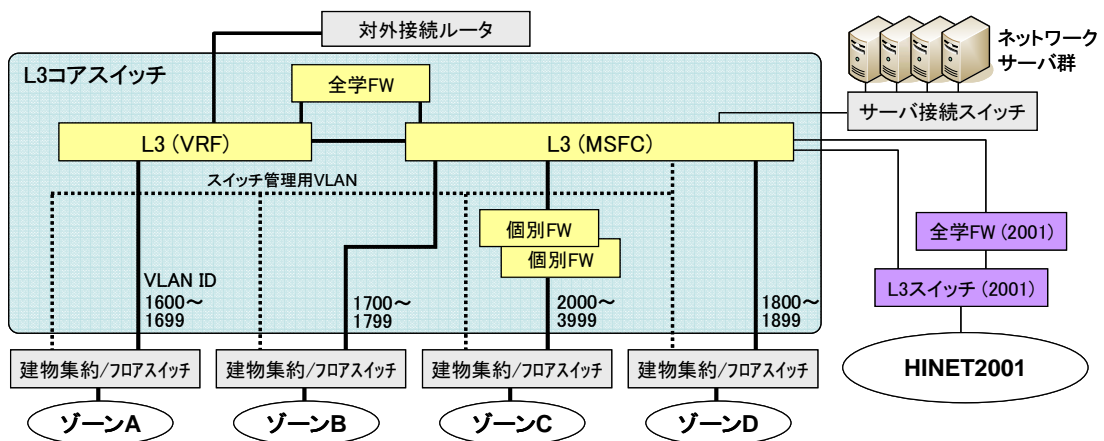 対外接続ルータ
ネットワーク
サーバ群
L3コアスイッチ
全学FW
サーバ接続スイッチ
L3 (VRF)
L3 (MSFC)
スイッチ管理用VLAN
個別FW
個別FW
全学FW (2001)
L3スイッチ (2001)
VLAN ID
1600～
1699
1700～
1799
2000～
3999
1800～
1899
建物集約/フロアスイッチ
建物集約/フロアスイッチ
建物集約/フロアスイッチ
建物集約/フロアスイッチ
HINET2001
ゾーンA
ゾーンB
ゾーンC
ゾーンD